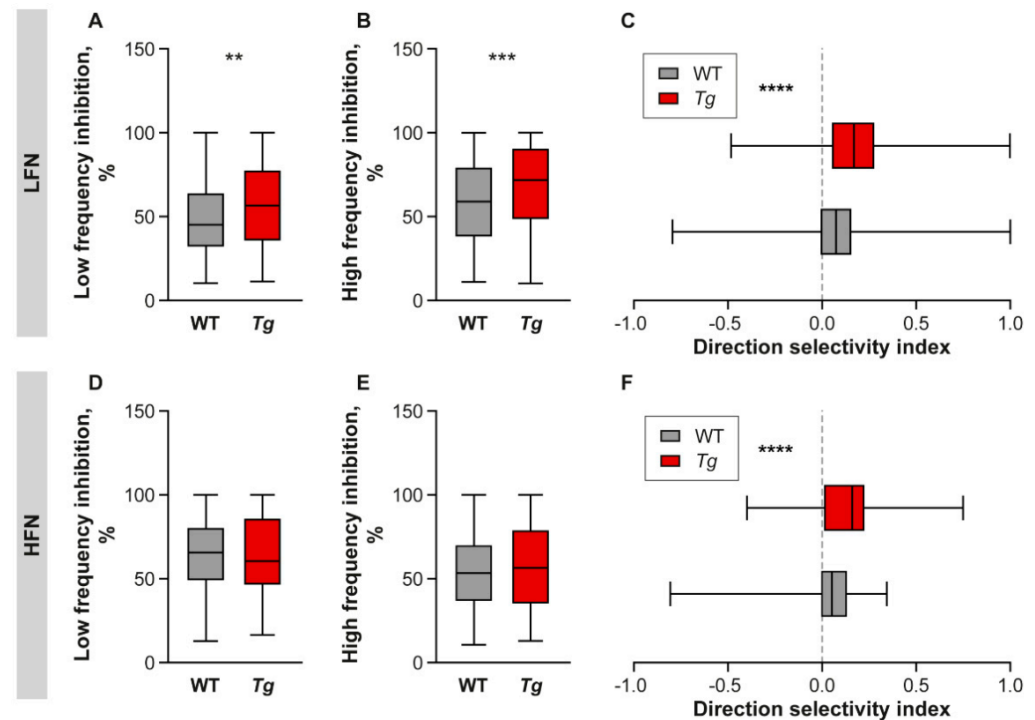 A
B
C
LFN
Low frequency inhibition,
%
150
100
50
0
**
WT
Tg
High frequency inhibition,
%
150
100
50
0
***
WT
Tg
WT
Tg
****
-1.0
-0.5
0.0
0.5
1.0
Direction selectivity index
D
E
F
HFN
Low frequency inhibition,
%
150
100
50
0
WT
Tg
High frequency inhibition,
%
150
100
50
0
WT
Tg
WT
Tg
****
-1.0
-0.5
0.0
0.5
1.0
Direction selectivity index